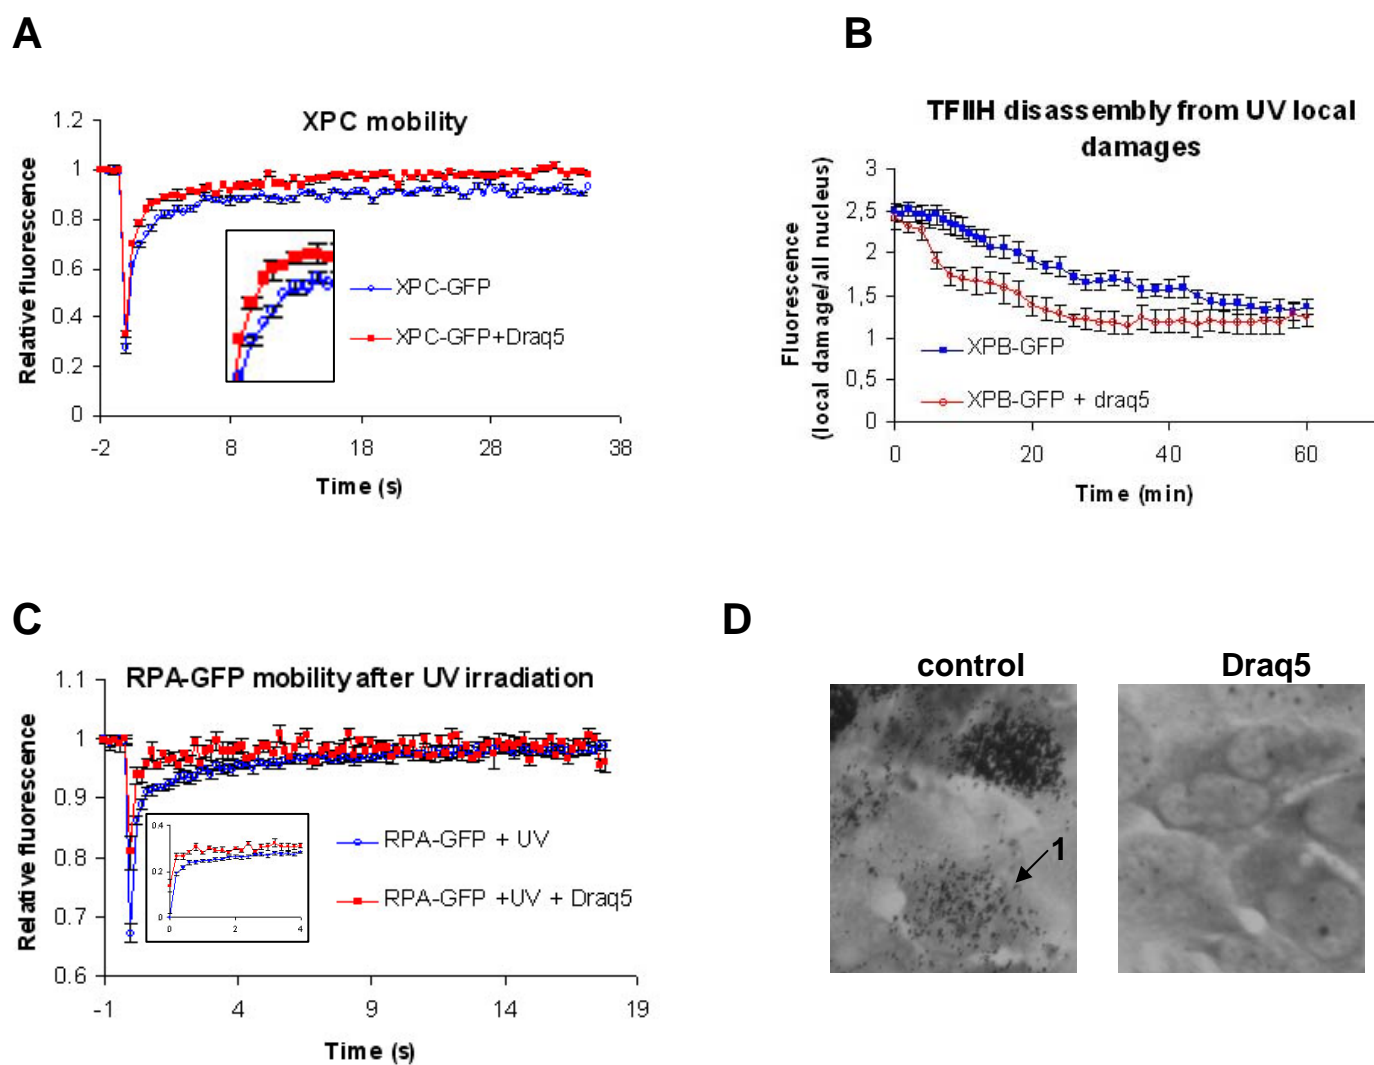 A
XPC mobility
Relative fluorescence
1.2
1
0.8
0.6
0.4
0.2
0
-2
8
18
28
38
Time (s)
XPC-GFP
XPC-GFP+Draq5
B
TFIIH disassembly from UV local
damages
Fluorescence
(local damage/all nucleus)
3
2,5
2
1,5
1
0,5
0
0
20
40
60
Time (min)
XPB-GFP
XPB-GFP + draq5
C
RPA-GFP mobility after UV irradiation
Relative fluorescence
1.1
1
0.9
0.8
0.7
0.6
-1
4
9
14
19
Time (s)
0.4
0.2
0
0
2
4
RPA-GFP + UV
RPA-GFP +UV + Draq5
D
control
Draq5
1